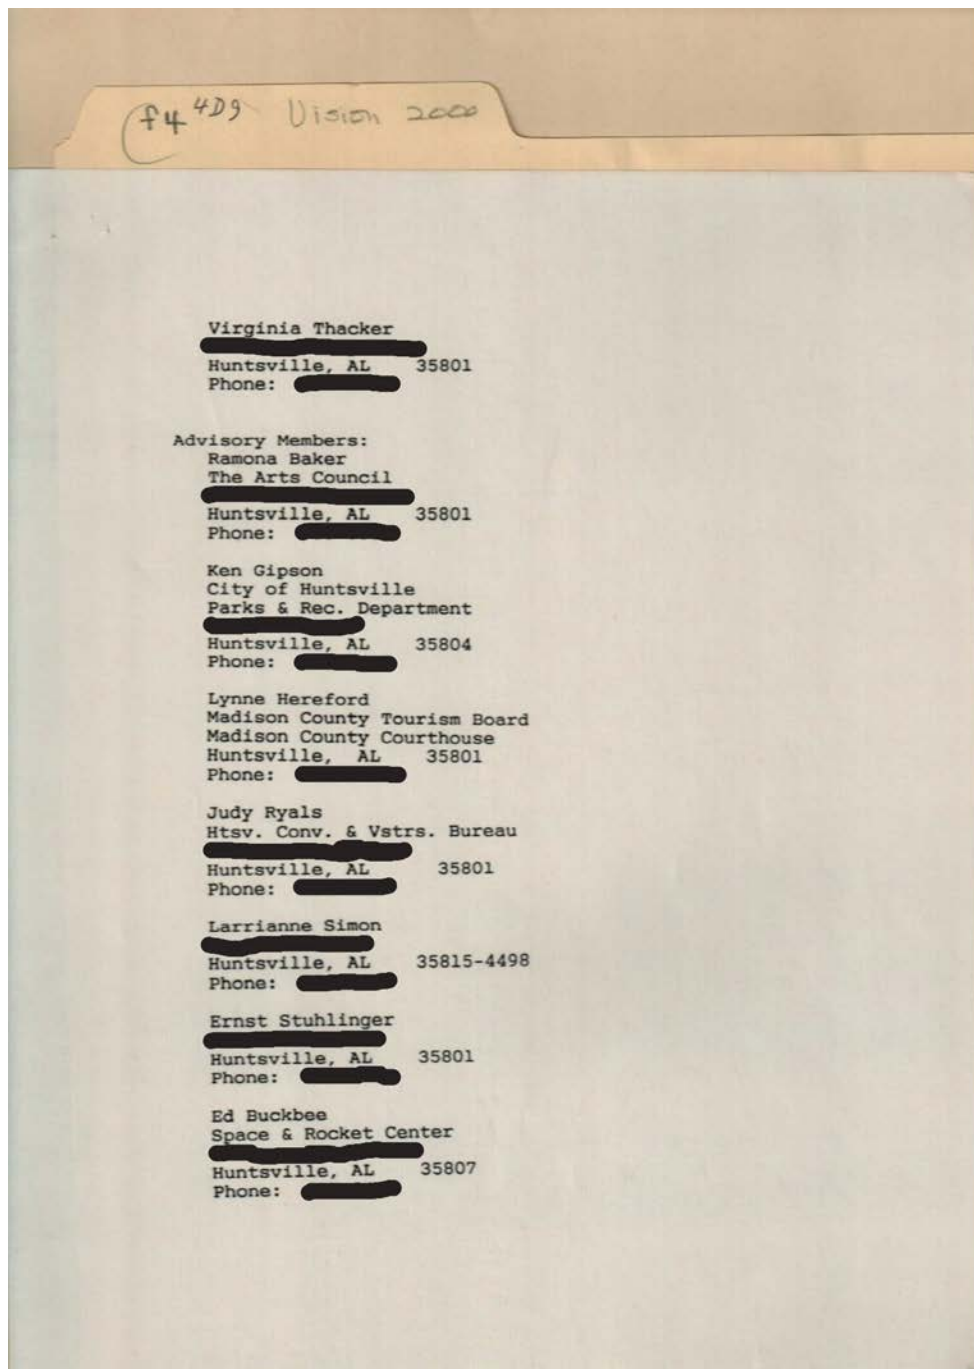 f4 4D9 Vision 2000
Virginia Thacker
Huntsville, AL 35801
Phone:
Advisory Members:
Ramona Baker
The Arts Council
Huntsville, AL 35801
Phone:
Ken Gipson
City of Huntsville
Parks & Rec. Department
Huntsville, AL 35804
Phone:
Lynne Hereford
Madison County Tourism Board
Madison County Courthouse
Huntsville, AL 35801
Phone:
Judy Ryals
Htsv. Conv. & Vstrs. Bureau
Huntsville, AL 35801
Phone:
Larrianne Simon
Huntsville, AL 35815-4498
Phone:
Ernst Stuhlinger
Huntsville, AL 35801
Phone:
Ed Buckbee
Space & Rocket Center
Huntsville, AL 35807
Phone: